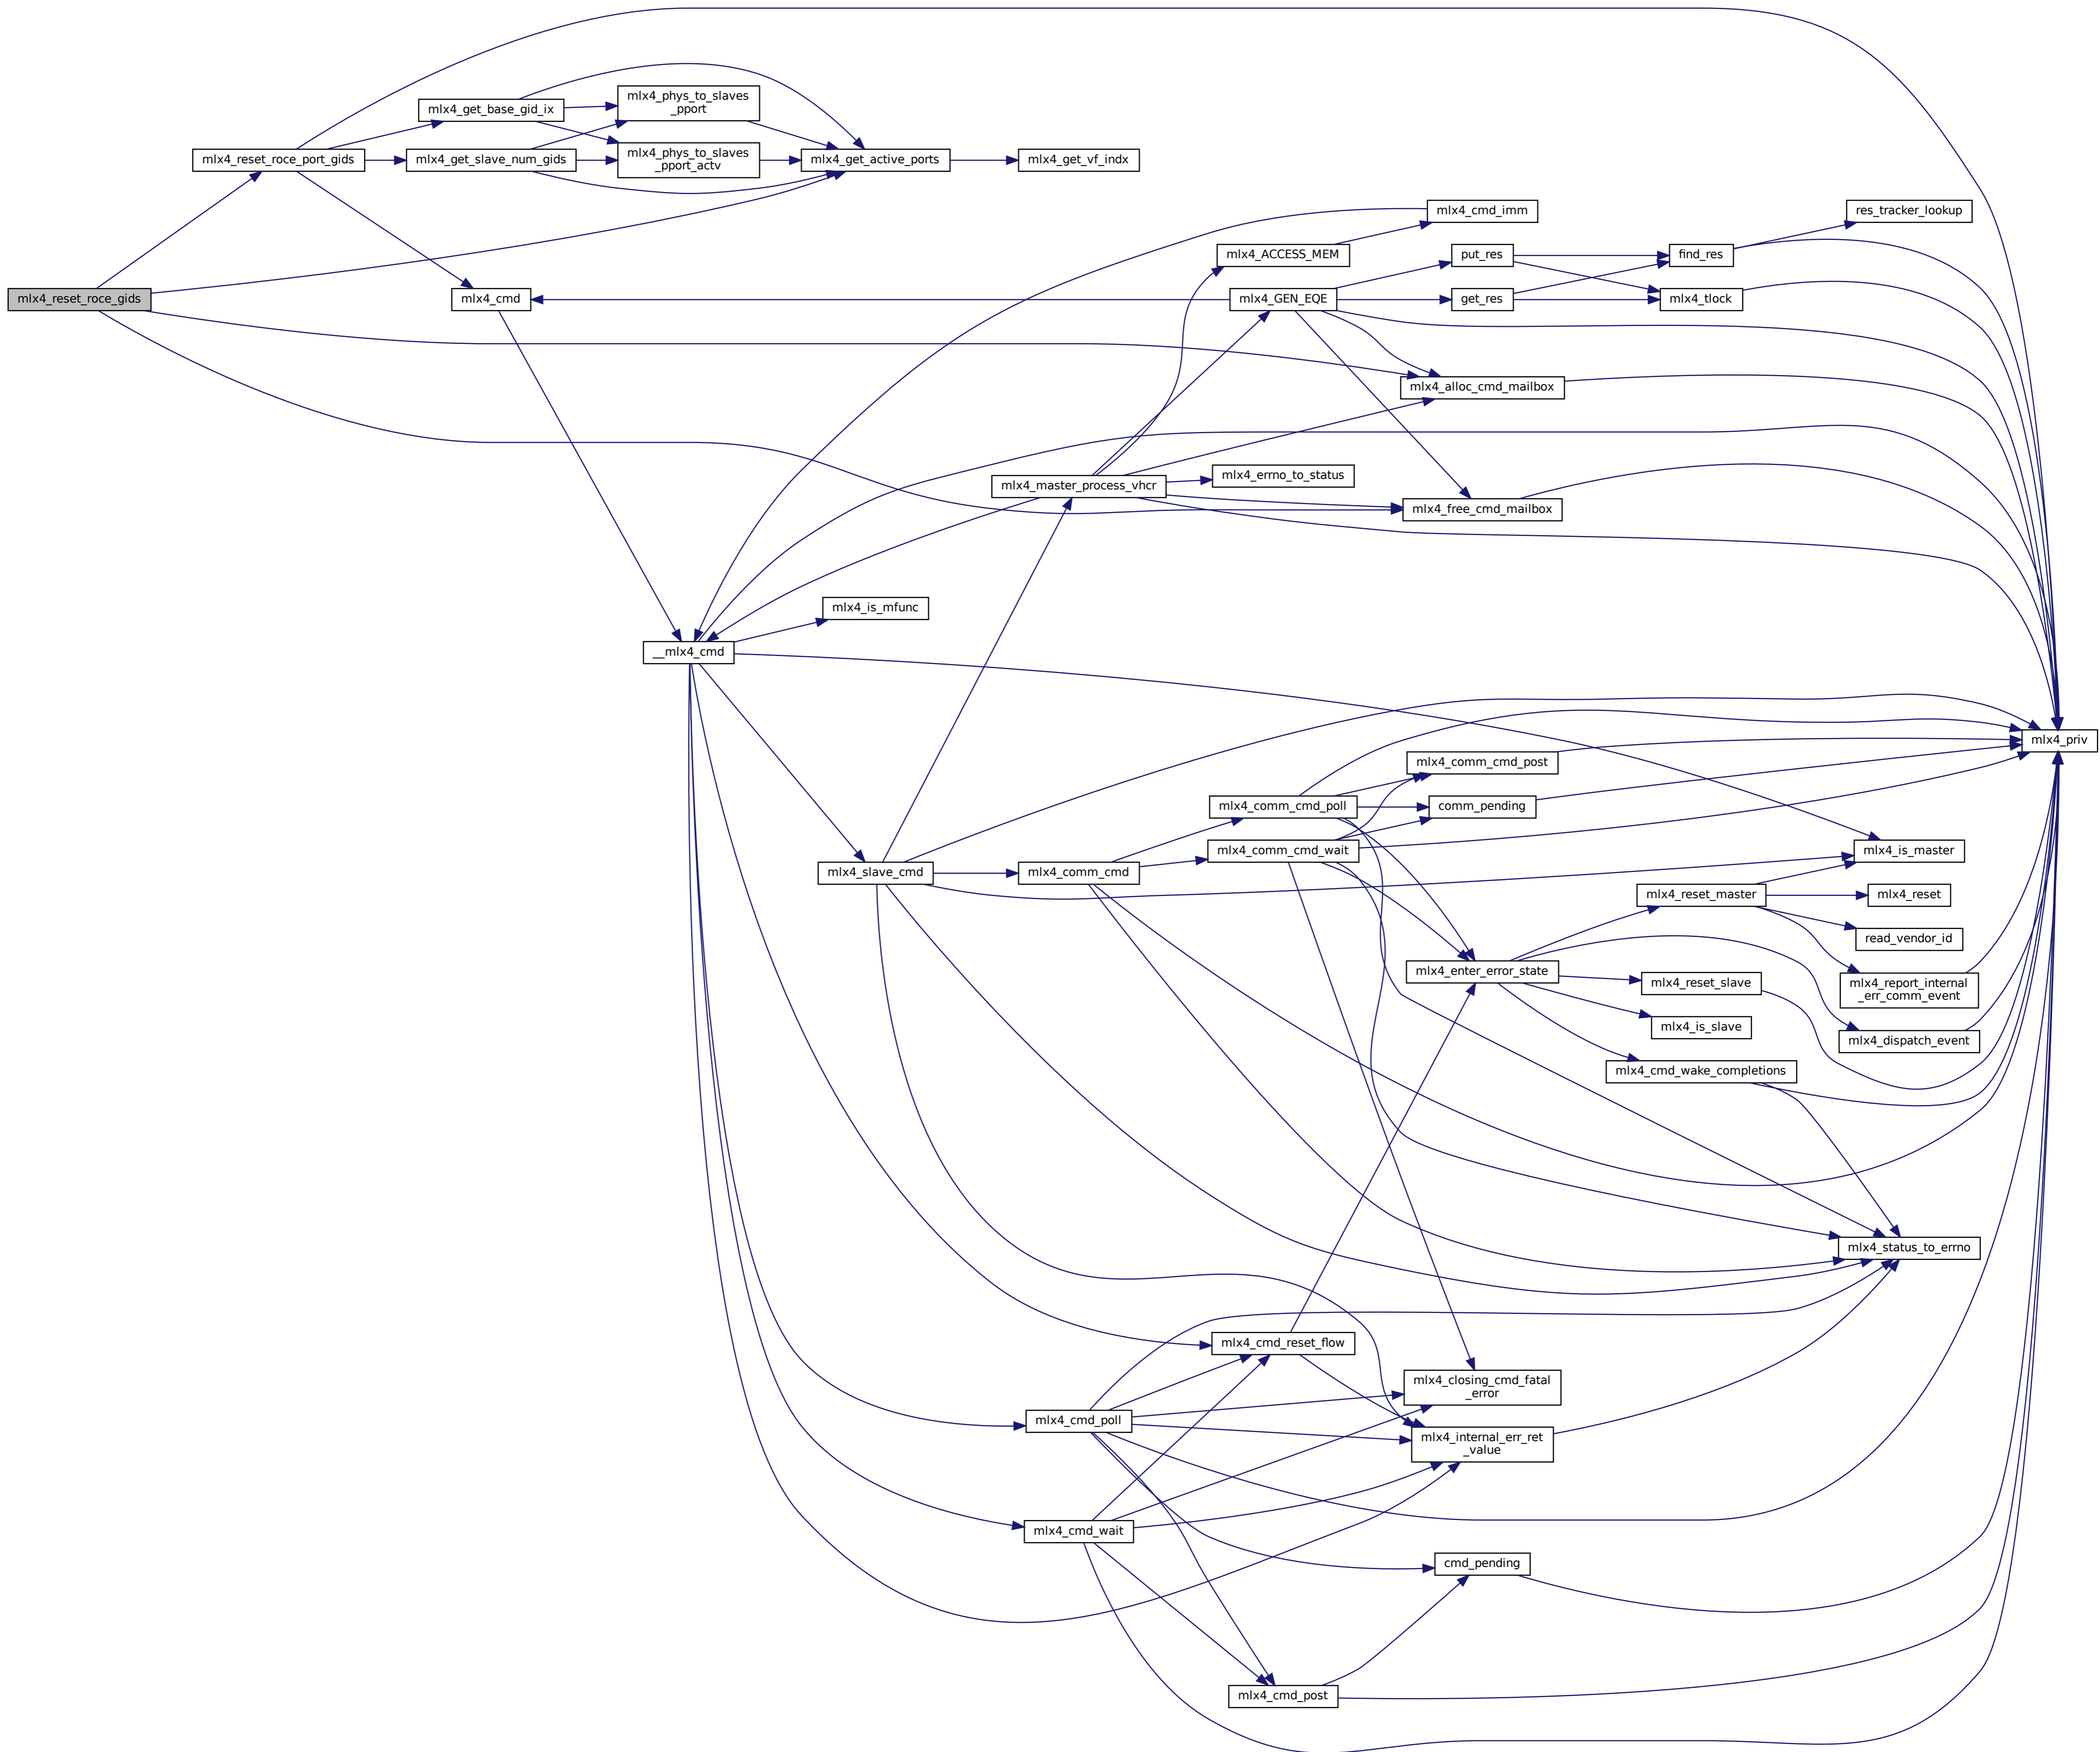 mlx4_reset_roce_gids
mlx4_reset_roce_port_gids
mlx4_get_base_gid_ix
mlx4_get_slave_num_gids
mlx4_cmd
mlx4_phys_to_slaves
_pport
mlx4_phys_to_slaves
_pport_actv
mlx4_get_active_ports
mlx4_get_vf_indx
mlx4_cmd_imm
res_tracker_lookup
mlx4_ACCESS_MEM
put_res
find_res
mlx4_GEN_EQE
get_res
mlx4_tlock
mlx4_alloc_cmd_mailbox
mlx4_errno_to_status
mlx4_master_process_vhcr
mlx4_free_cmd_mailbox
mlx4_is_mfunc
__mlx4_cmd
mlx4_priv
mlx4_comm_cmd_post
mlx4_comm_cmd_poll
comm_pending
mlx4_comm_cmd_wait
mlx4_is_master
mlx4_slave_cmd
mlx4_comm_cmd
mlx4_reset_master
mlx4_reset
read_vendor_id
mlx4_enter_error_state
mlx4_reset_slave
mlx4_report_internal
_err_comm_event
mlx4_is_slave
mlx4_dispatch_event
mlx4_cmd_wake_completions
mlx4_status_to_errno
mlx4_cmd_reset_flow
mlx4_closing_cmd_fatal
_error
mlx4_cmd_poll
mlx4_internal_err_ret
_value
mlx4_cmd_wait
cmd_pending
mlx4_cmd_post